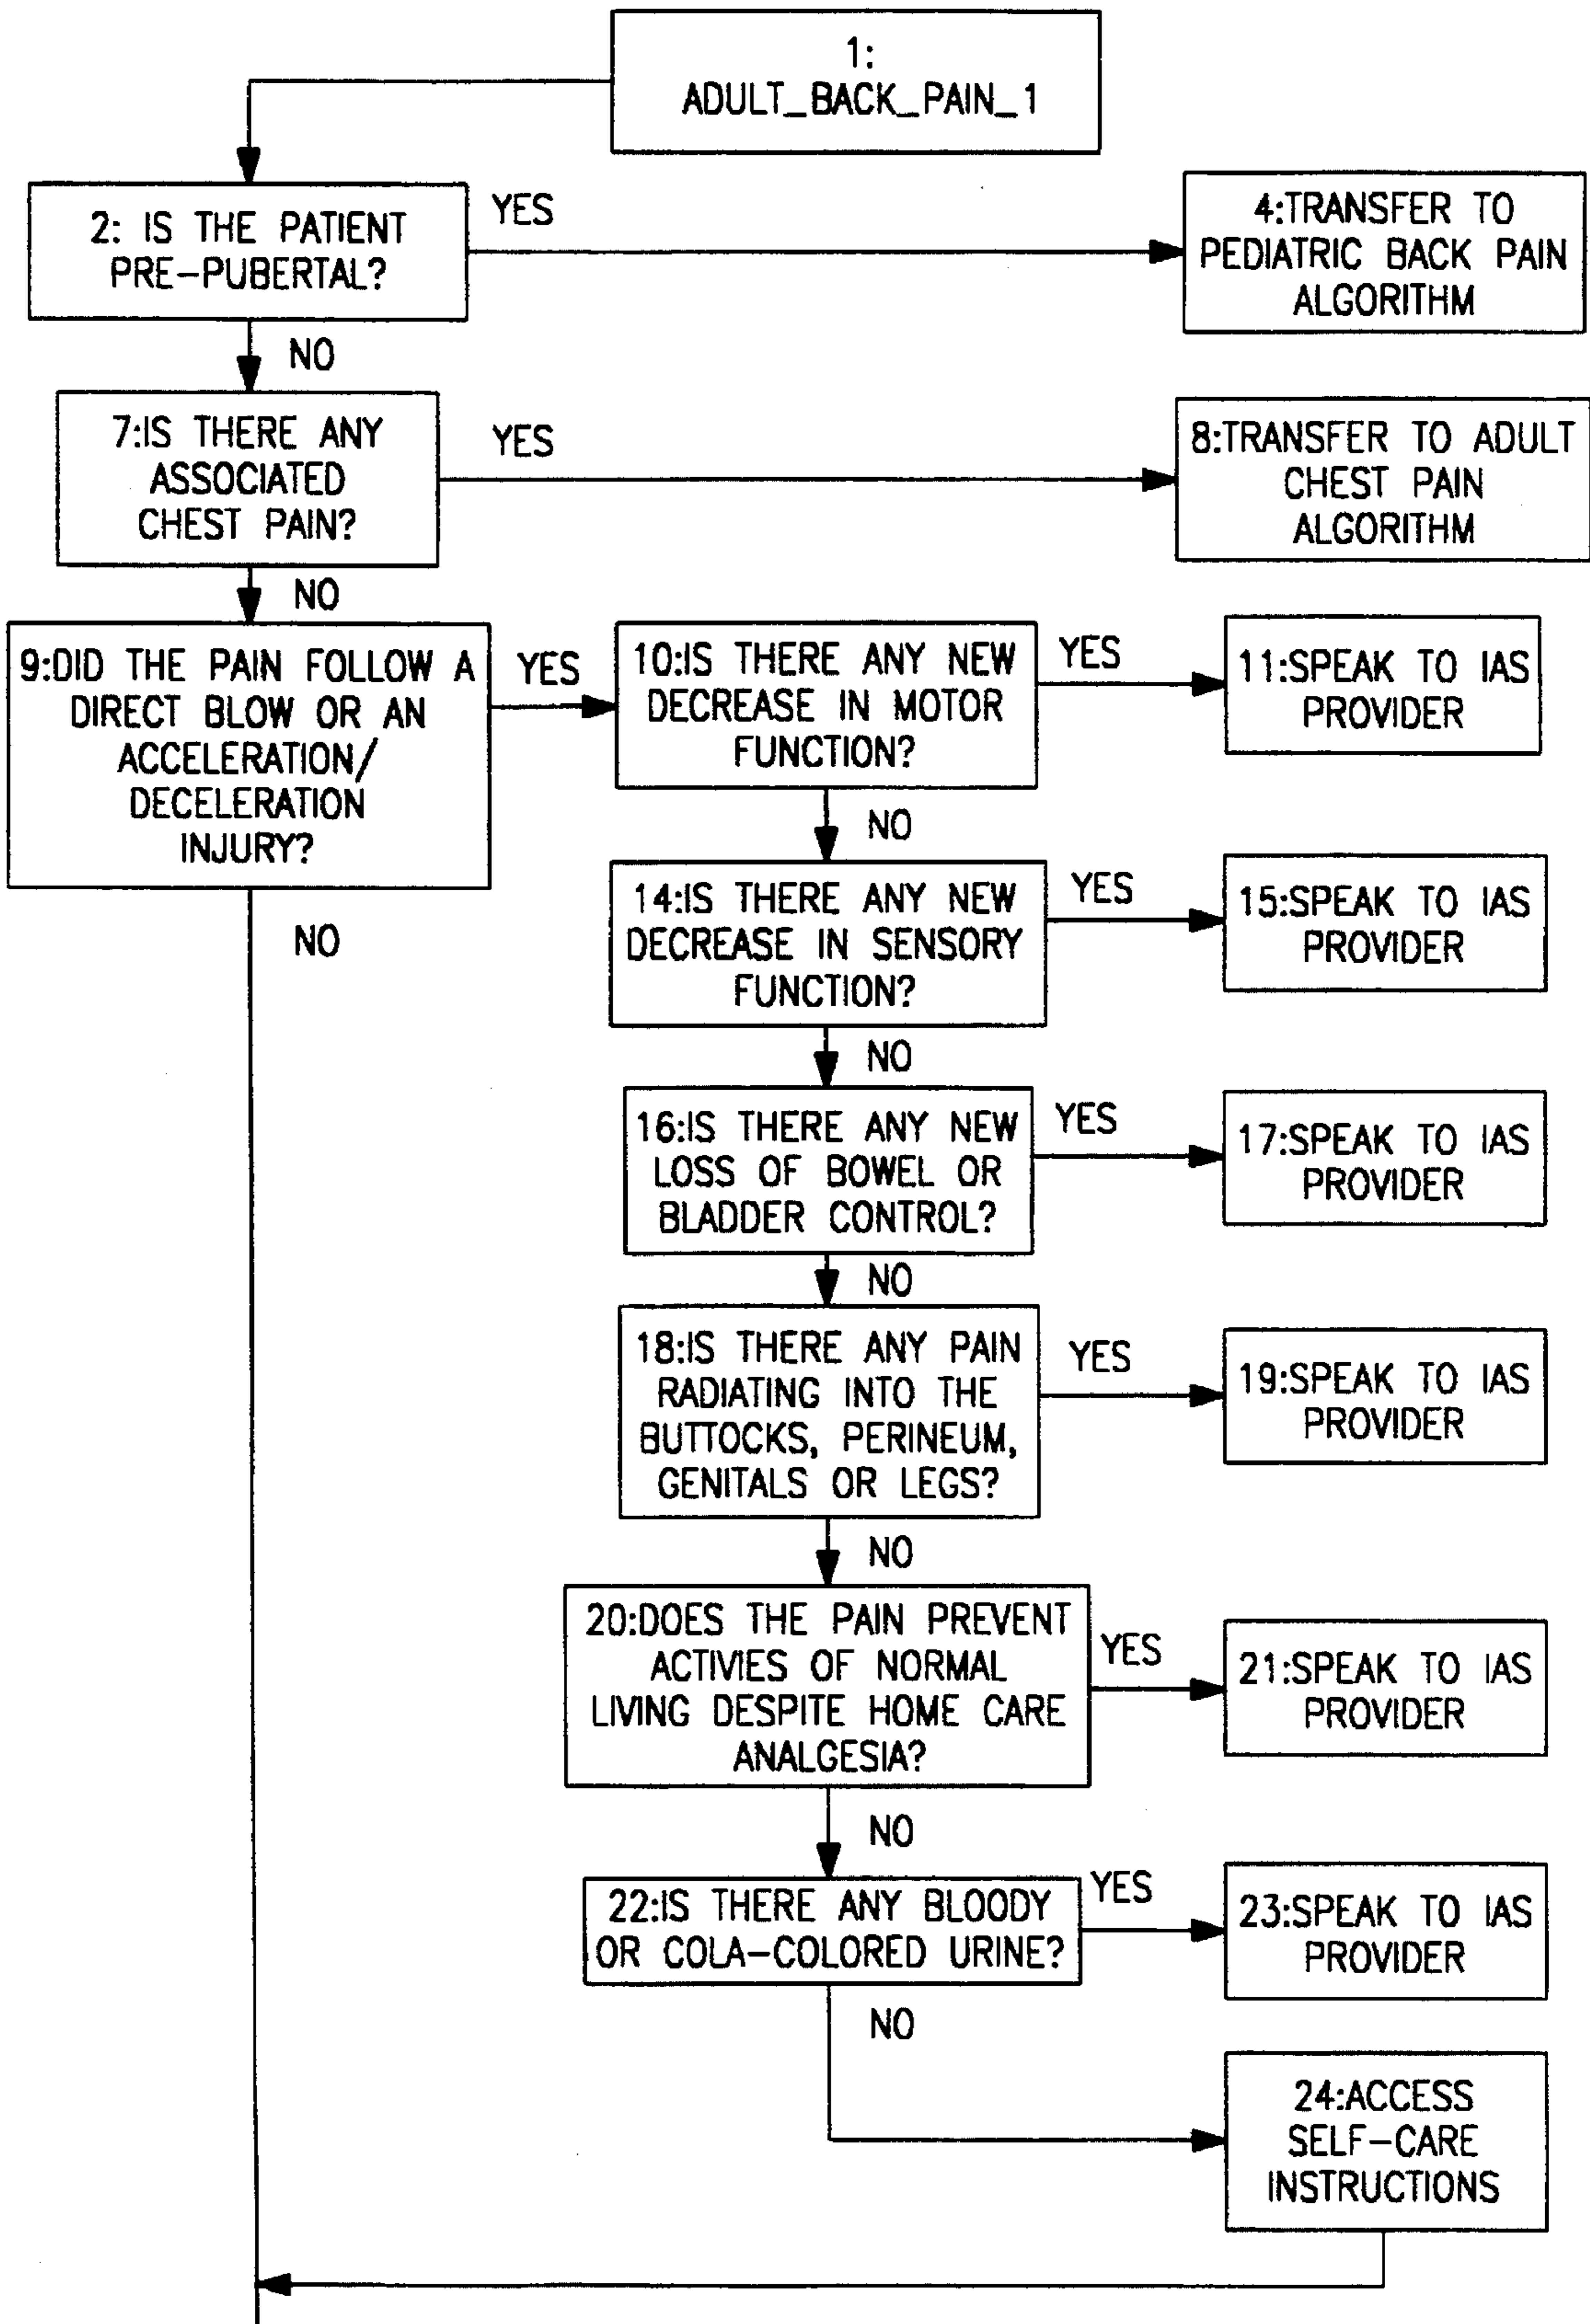 1:
ADULT_BACK_PAIN_1
2: IS THE PATIENT
PRE-PUBERTAL?
YES
4:TRANSFER TO
PEDIATRIC BACK PAIN
ALGORITHM
NO
7:IS THERE ANY
ASSOCIATED
CHEST PAIN?
YES
8:TRANSFER TO ADULT
CHEST PAIN
ALGORITHM
NO
9:DID THE PAIN FOLLOW A
DIRECT BLOW OR AN
ACCELERATION/
DECELERATION
INJURY?
YES
NO
10:IS THERE ANY NEW
DECREASE IN MOTOR
FUNCTION?
YES
11:SPEAK TO IAS
PROVIDER
NO
14:IS THERE ANY NEW
DECREASE IN SENSORY
FUNCTION?
YES
15:SPEAK TO IAS
PROVIDER
NO
16:IS THERE ANY NEW
LOSS OF BOWEL OR
BLADDER CONTROL?
YES
17:SPEAK TO IAS
PROVIDER
NO
18:IS THERE ANY PAIN
RADIATING INTO THE
BUTTOCKS, PERINEUM,
GENITALS OR LEGS?
YES
19:SPEAK TO IAS
PROVIDER
NO
20:DOES THE PAIN PREVENT
ACTIVIES OF NORMAL
LIVING DESPITE HOME CARE
ANALGESIA?
YES
21:SPEAK TO IAS
PROVIDER
NO
22:IS THERE ANY BLOODY
OR COLA-COLORED URINE?
YES
23:SPEAK TO IAS
PROVIDER
NO
24:ACCESS
SELF-CARE
INSTRUCTIONS